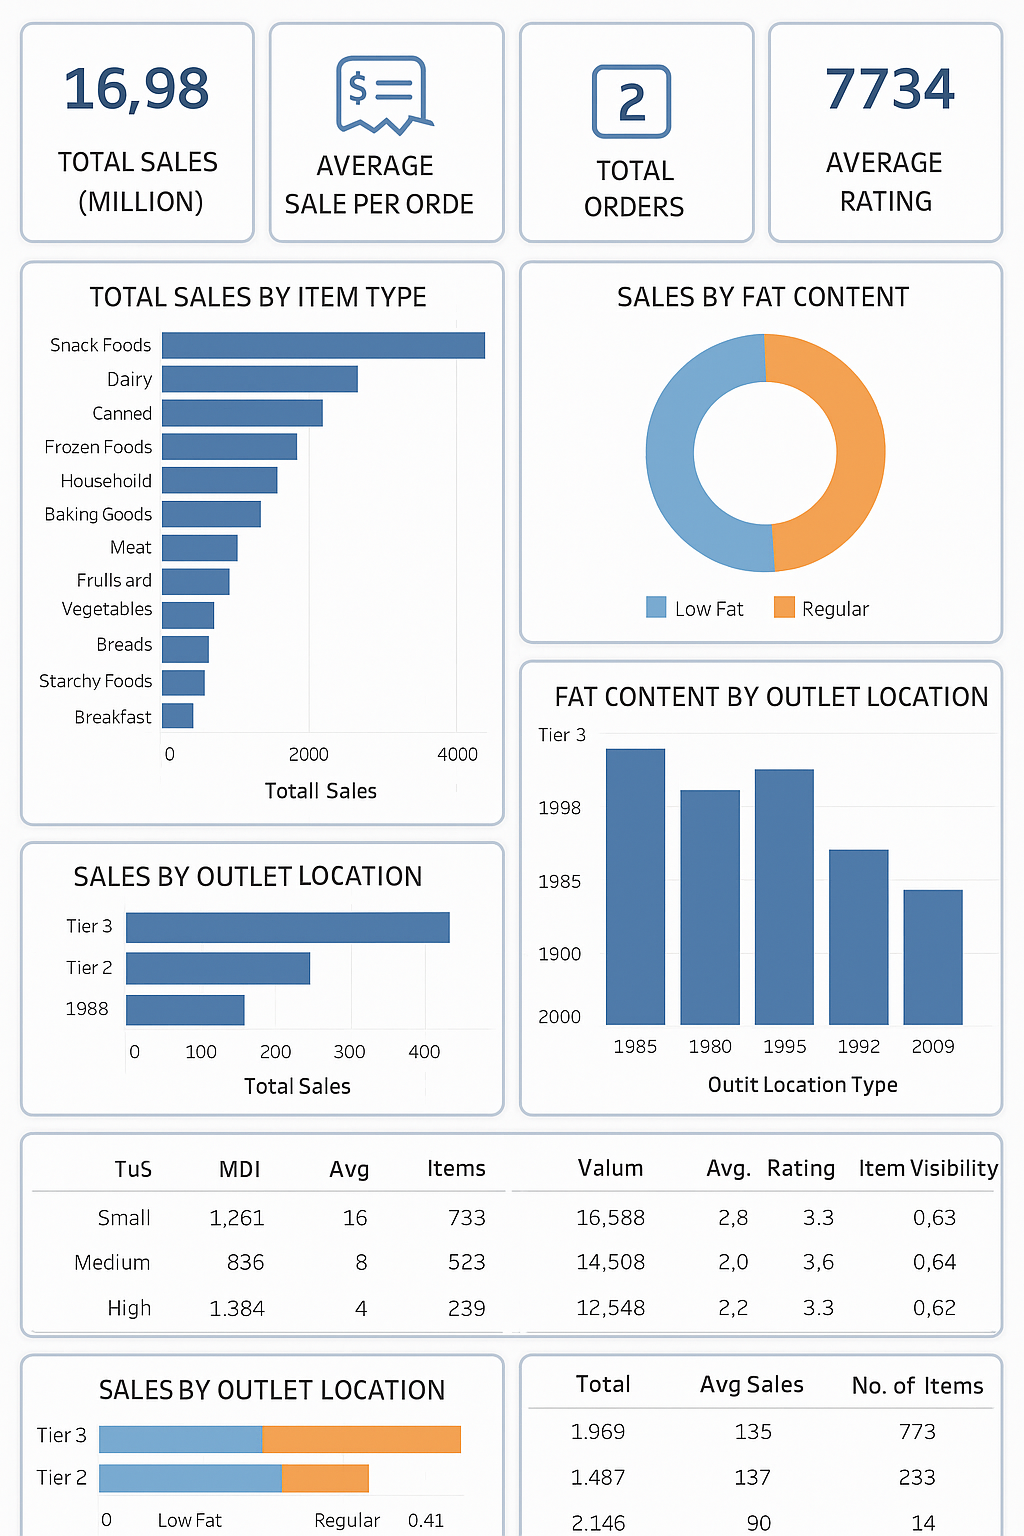 16,98
TOTAL SALES
(MILLION)
$
AVERAGE
SALE PER ORDE
2
TOTAL
ORDERS
7734
AVERAGE
RATING
TOTAL SALES BY ITEM TYPE
Snack Foods
Dairy
Canned
Frozen Foods
Househoild
Baking Goods
Meat
Frulls ard
Vegetables
Breads
Starchy Foods
Breakfast
0 2000 4000
Totall Sales
SALES BY FAT CONTENT
Low Fat Regular
FAT CONTENT BY OUTLET LOCATION
Tier 3
1998
1985
1900
2000
1985 1980 1995 1992 2009
Outit Location Type
SALES BY OUTLET LOCATION
Tier 3
Tier 2
1988
0 100 200 300 400
Total Sales
TuS MDI Avg Items Valum Avg. Rating Item Visibility
Small 1,261 16 733 16,588 2,8 3.3 0,63
Medium 836 8 523 14,508 2,0 3,6 0,64
High 1.384 4 239 12,548 2,2 3.3 0,62
SALES BY OUTLET LOCATION
Tier 3
Tier 2
0 Low Fat Regular 0.41
Total Avg Sales No. of Items
1.969 135 773
1.487 137 233
2.146 90 14